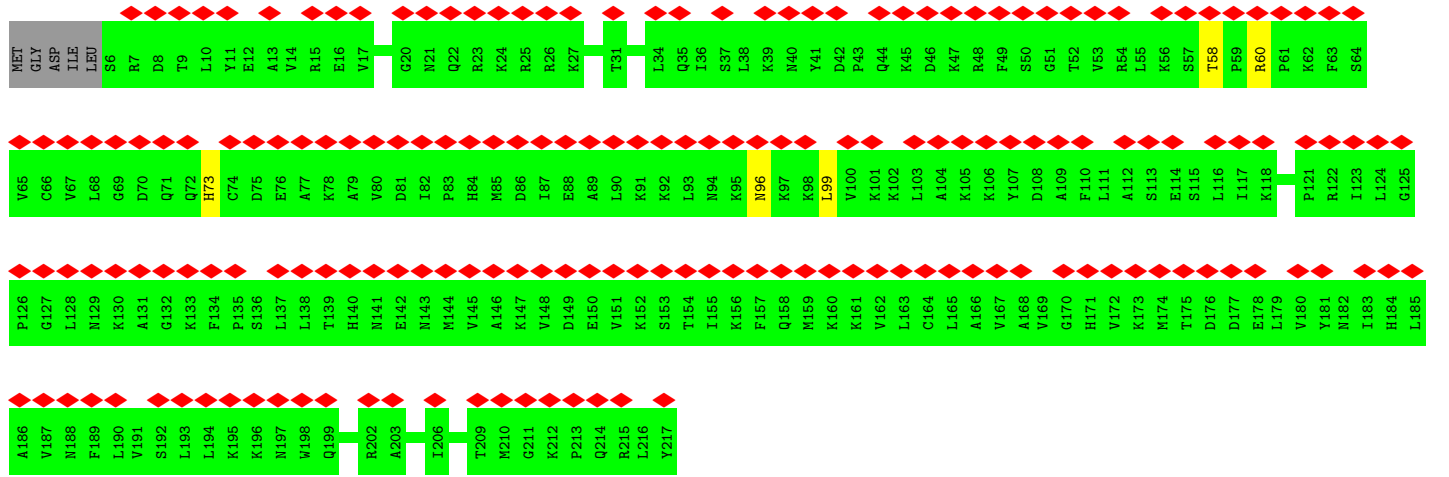 MET GLY ASP ILE LEU S6 R7 D8 T9 L10 Y11 E12 A13 V14 R15 E16 V17 G20 N21 Q22 R23 K24 R25 R26 K27 T31 L34 Q35 I36 S37 L38 K39 N40 Y41 D42 P43 Q44 K45 D46 K47 R48 F49 S50 G51 T52 V53 R54 L55 K56 S57 T58 P59 R60 P61 K62 F63 S64
V65 C66 V67 L68 G69 D70 Q71 Q72 H73 C74 D75 E76 A77 K78 A79 V80 D81 I82 P83 H84 M85 D86 I87 E88 A89 L90 K91 K92 L93 N94 K95 N96 K97 K98 L99 V100 K101 K102 L103 A104 K105 K106 Y107 D108 A109 F110 L111 A112 S113 E114 S115 L116 I117 K118 P121 R122 I123 L124 G125
P126 G127 L128 N129 K130 A131 G132 K133 F134 P135 S136 L137 L138 T139 H140 N141 E142 N143 M144 V145 A146 K147 V148 D149 E150 V151 K152 S153 T154 I155 K156 F157 Q158 M159 K160 K161 V162 L163 C164 L165 A166 V167 A168 V169 G170 H171 V172 K173 M174 T175 D176 D177 E178 L179 V180 Y181 N182 I183 H184 L185
A186 V187 N188 F189 L190 V191 S192 L193 L194 K195 K196 N197 W198 Q199 R202 A203 I206 T209 M210 G211 K212 P213 Q214 R215 L216 Y217